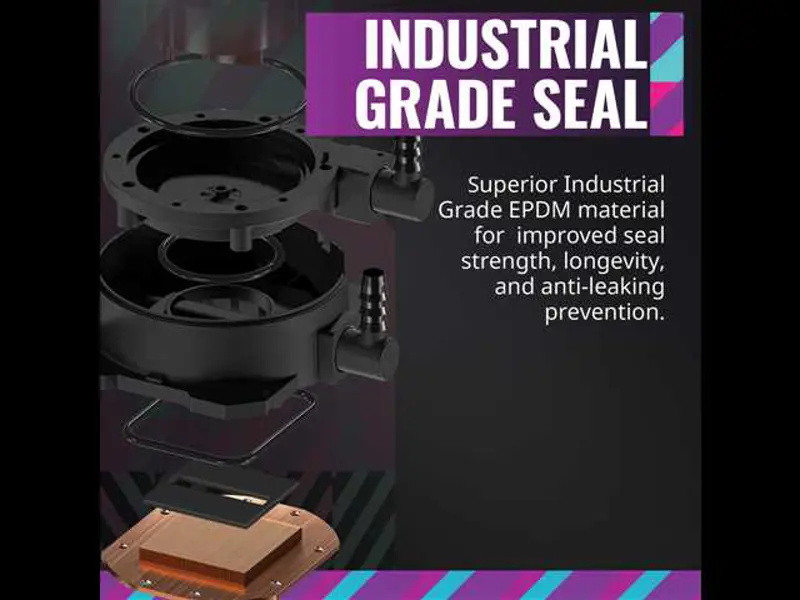 INDUSTRIAL
GRADE SEAL
Superior Industrial
Grade EPDM material
for improved seal
strength, longevity,
and anti-leaking
prevention.